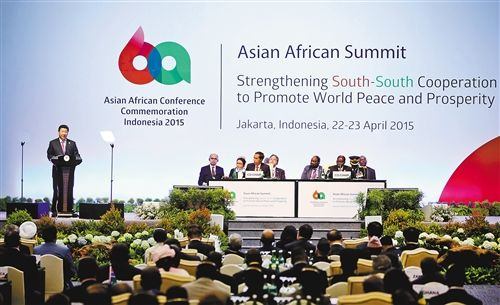 Asian African Summit
Strengthening South-South Cooperation
to Promote World Peace and Prosperity
Jakarta, Indonesia, 22-23 April 2015
60
Asian African Conference
Commemoration
Indonesia 2015